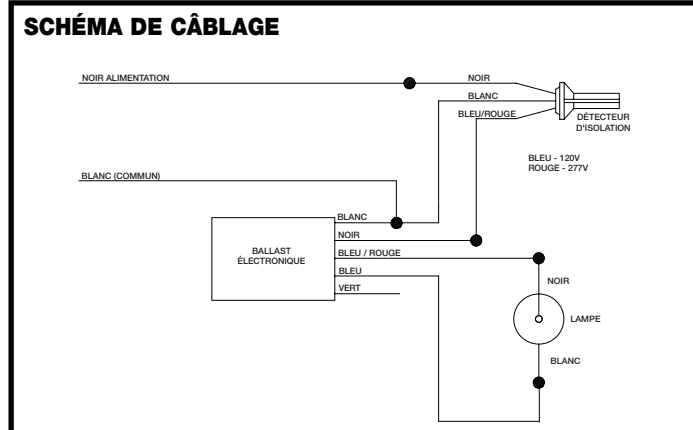 SCHÉMA DE CÂBLAGE
NOIR ALIMENTATION
NOIR
BLANC
BLEU/ROUGE
DÉTECTEUR
D'ISOLATION
BLEU - 120V
ROUGE - 277V
BLANC (COMMUN)
BLANC
NOIR
BLEU / ROUGE
BLEU
VERT
BALLAST
ÉLECTRONIQUE
NOIR
LAMPE
BLANC